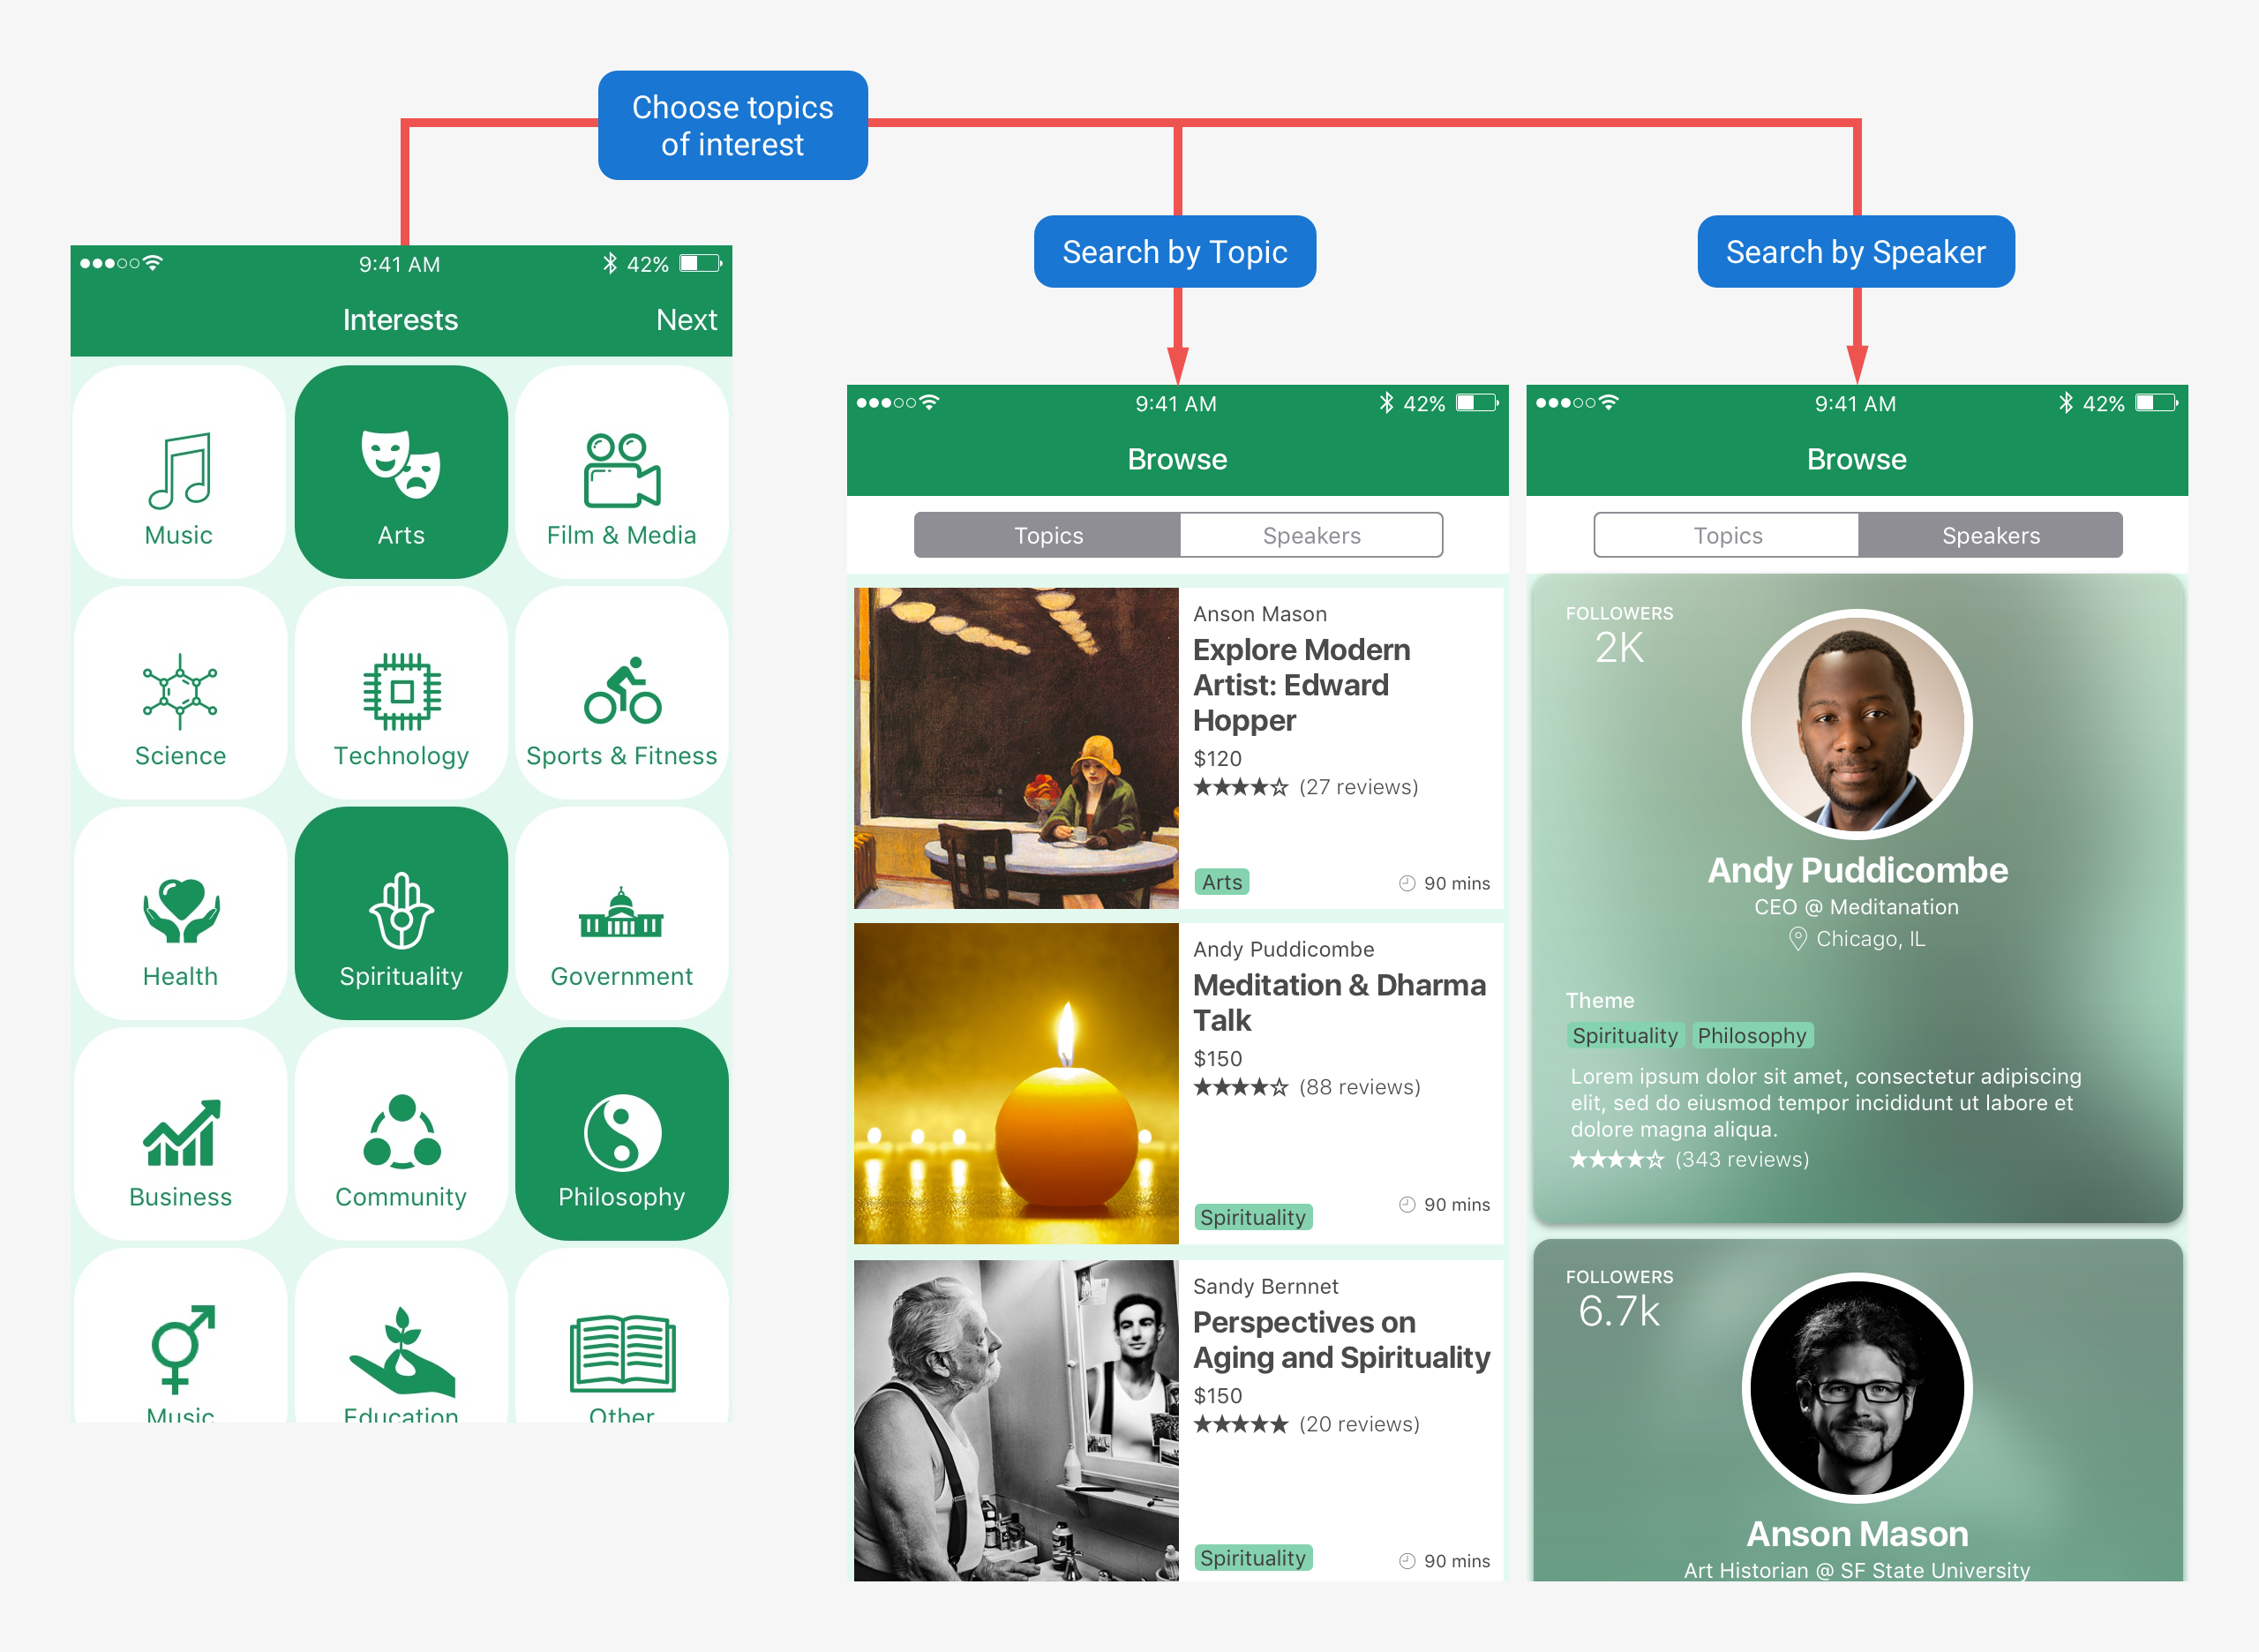 Choose topics
of interest
Search by Topic
Search by Speaker
9:41 AM
42%
Interests
Next
Music
Arts
Film & Media
Science
Technology
Sports & Fitness
Health
Spirituality
Government
Business
Community
Philosophy
Music
Education
Other
9:41 AM
42%
Browse
Topics
Speakers
Anson Mason
Explore Modern
Artist: Edward
Hopper
$120
(27 reviews)
Arts
90 mins
Andy Puddicombe
Meditation & Dharma
Talk
$150
(88 reviews)
Spirituality
90 mins
Sandy Bernnet
Perspectives on
Aging and Spirituality
$150
(20 reviews)
Spirituality
90 mins
9:41 AM
42%
Browse
Topics
Speakers
FOLLOWERS
2K
Andy Puddicombe
CEO @ Meditanation
Chicago, IL
Theme
Spirituality
Philosophy
Lorem ipsum dolor sit amet, consectetur adipiscing
elit, sed do eiusmod tempor incididunt ut labore et
dolore magna aliqua.
(343 reviews)
FOLLOWERS
6.7k
Anson Mason
Art Historian @ SF State University